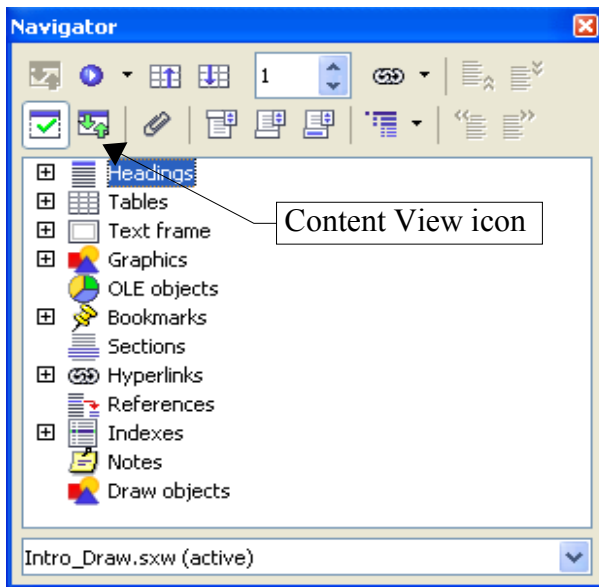 Navigator
1
Headings
Tables
Text frame
Content View icon
Graphics
OLE objects
Bookmarks
Sections
Hyperlinks
References
Indexes
Notes
Draw objects
Intro_Draw.sxw (active)